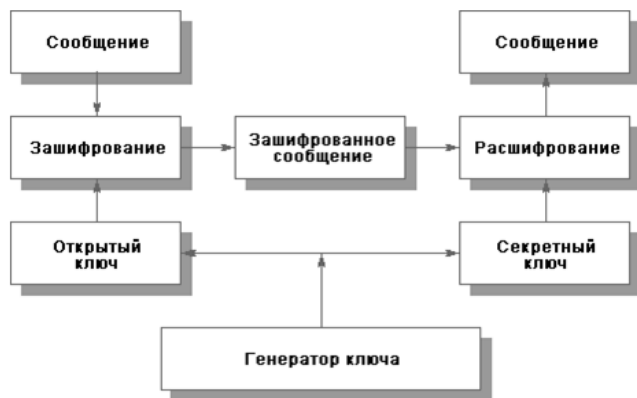 Сообщение
Сообщение
Зашифрование
Зашифрованное
сообщение
Расшифрование
Открытый
ключ
Секретный
ключ
Генератор ключа